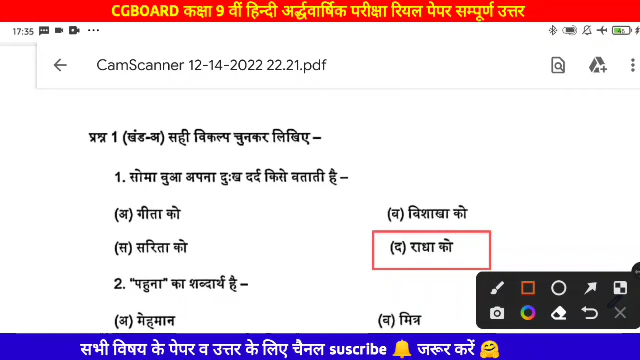 CGBOARD कक्षा 9 वीं हिन्दी अर्द्धवार्षिक परीक्षा रियल पेपर सम्पूर्ण उत्तर
17:35
CamScanner 12-14-2022 22.21.pdf
प्रश्न 1 (खंड-अ) सही विकल्प चुनकर लिखिए –
1. सोमा वुआ अपना दुःख दर्द किसे वताती है –
(अ) गीता को (व) विशाखा को
(स) सरिता को (द) राधा को
2. "पहुना" का शब्दार्थ है –
(अ) मेहमान (व) मित्र
सभी विषय के पेपर व उत्तर के लिए चैनल suscribe 🔔 जरूर करें 🤗